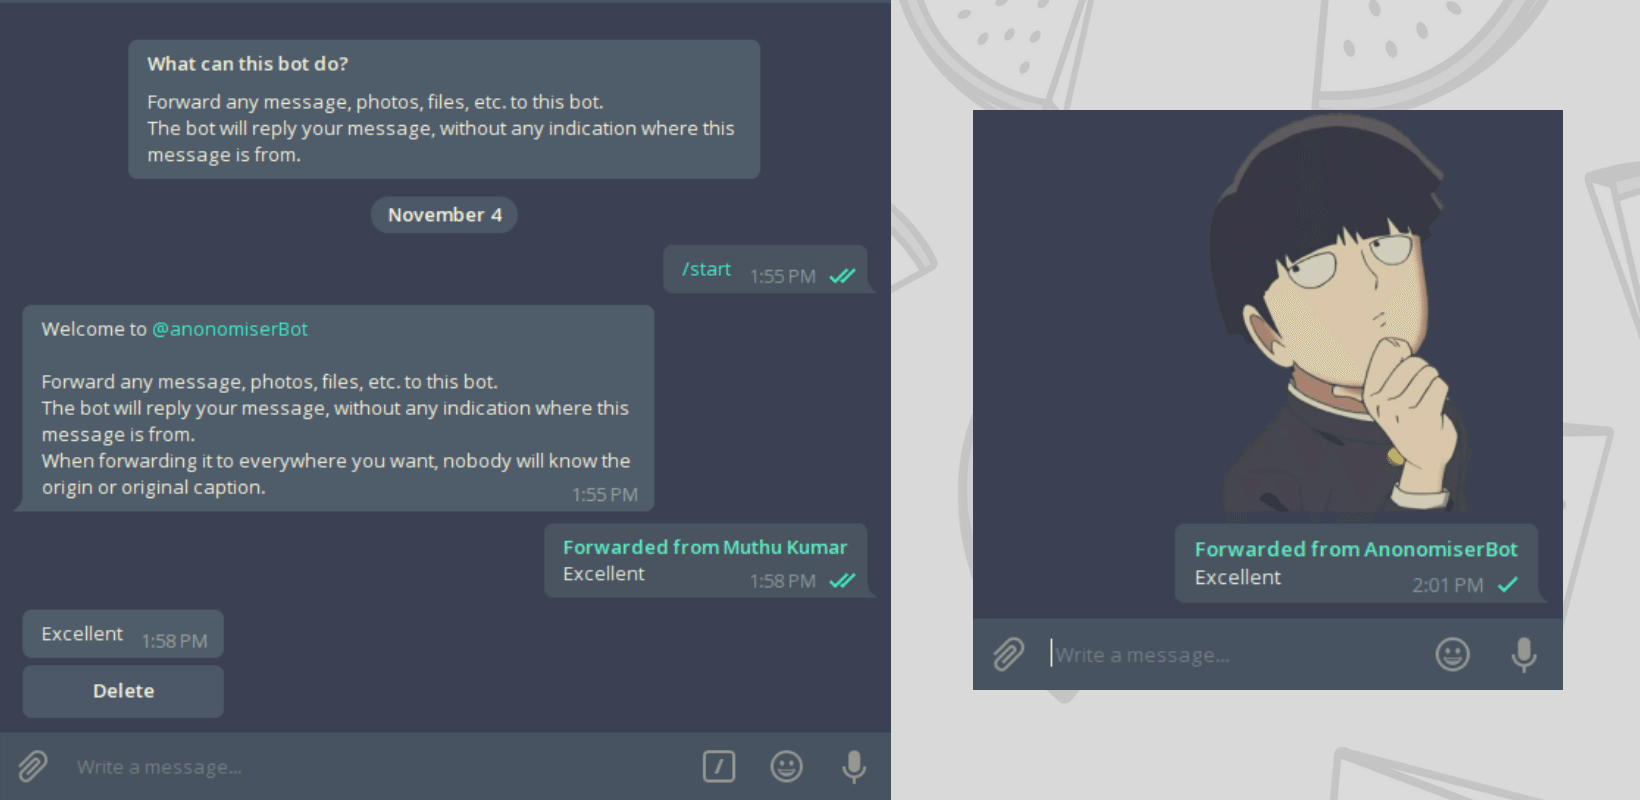 What can this bot do?
Forward any message, photos, files, etc. to this bot.
The bot will reply your message, without any indication where this
message is from.
November 4
/start 1:55 PM
Welcome to @anonomiserBot
Forward any message, photos, files, etc. to this bot.
The bot will reply your message, without any indication where this
message is from.
When forwarding it to everywhere you want, nobody will know the
origin or original caption. 1:55 PM
Forwarded from Muthu Kumar
Excellent 1:58 PM
Excellent 1:58 PM
Delete
Write a message...
Forwarded from AnonomiserBot
Excellent 2:01 PM
Write a message...